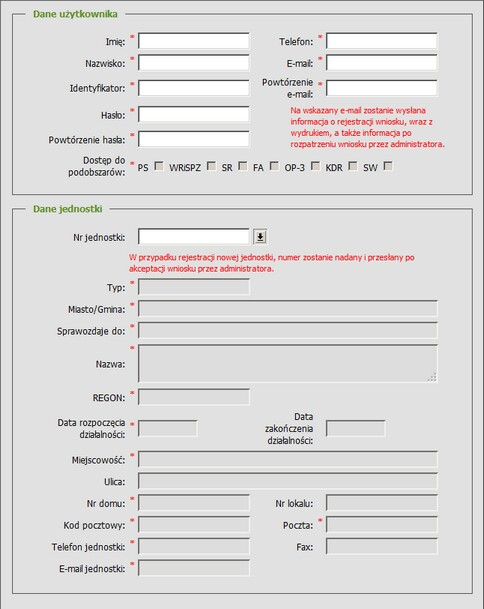 Dane użytkownika
Imię: * Telefon: *
Nazwisko: * E-mail: *
Identyfikator: * Powtórzenie e-mail: *
Hasło: *
Na wskazany e-mail zostanie wysłana
informacja o rejestracji wniosku, wraz z
wydrukiem, a także informacja po
rozpatrzeniu wniosku przez administratora.
Powtórzenie hasła: *
Dostęp do
podobszarów: * PS WRiSPZ SR FA OP-3 KDR SW
Dane jednostki
Nr jednostki:
W przypadku rejestracji nowej jednostki, numer zostanie nadany i przesłany po
akceptacji wniosku przez administratora.
Typ: *
Miasto/Gmina: *
Sprawozdaje do: *
Nazwa: *
REGON: *
Data rozpoczęcia
działalności: *
Data
zakończenia
działalności:
Miejscowość: *
Ulica:
Nr domu: * Nr lokalu:
Kod pocztowy: * Poczta: *
Telefon jednostki: * Fax:
E-mail jednostki: *